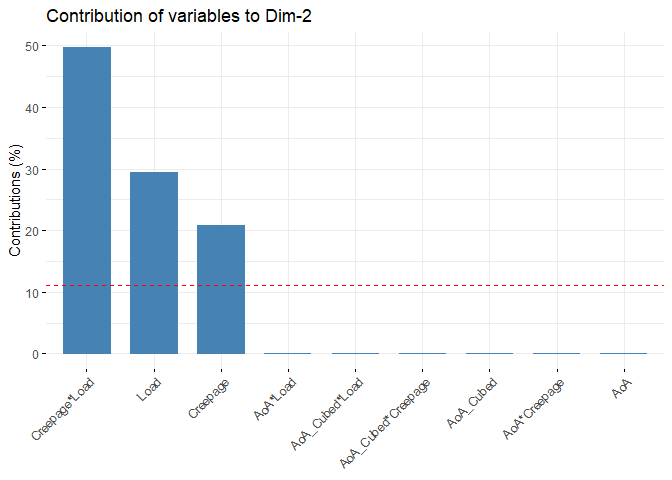 Contribution of variables to Dim-2
Contributions (%)
50
40
30
20
10
0
Creepage*Load
Load
Creepage
AoA*Load
AoA_Cubed*Load
AoA_Cubed*Creepage
AoA_Cubed
AoA*Creepage
AoA